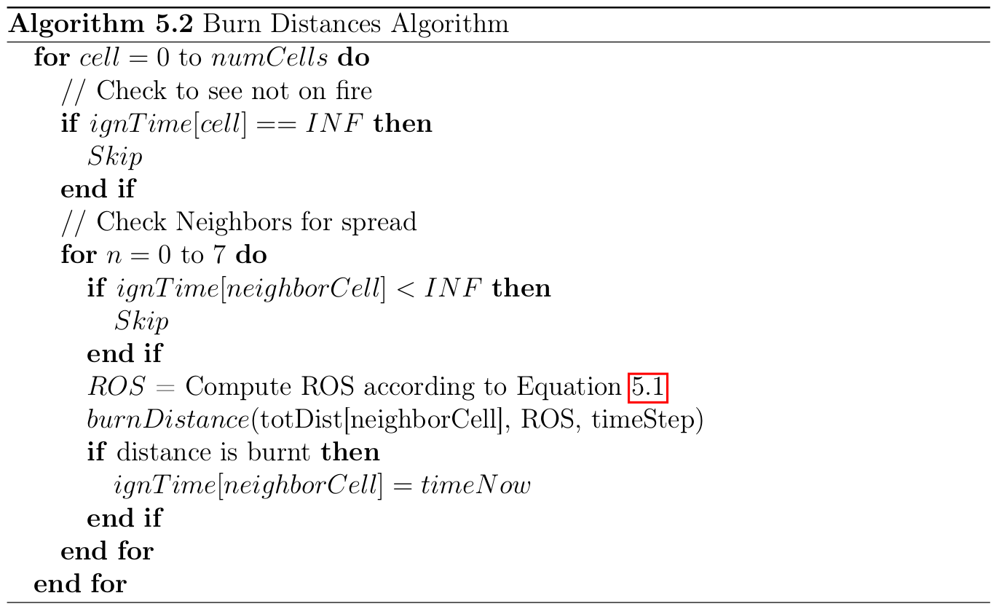 Algorithm 5.2 Burn Distances Algorithm
for cell = 0 to numCells do
// Check to see not on fire
if ignTime[cell] == INF then
Skip
end if
// Check Neighbors for spread
for n = 0 to 7 do
if ignTime[neighborCell] < INF then
Skip
end if
ROS = Compute ROS according to Equation 5.1
burnDistance(totDist[neighborCell], ROS, timeStep)
if distance is burnt then
ignTime[neighborCell] = timeNow
end if
end for
end for